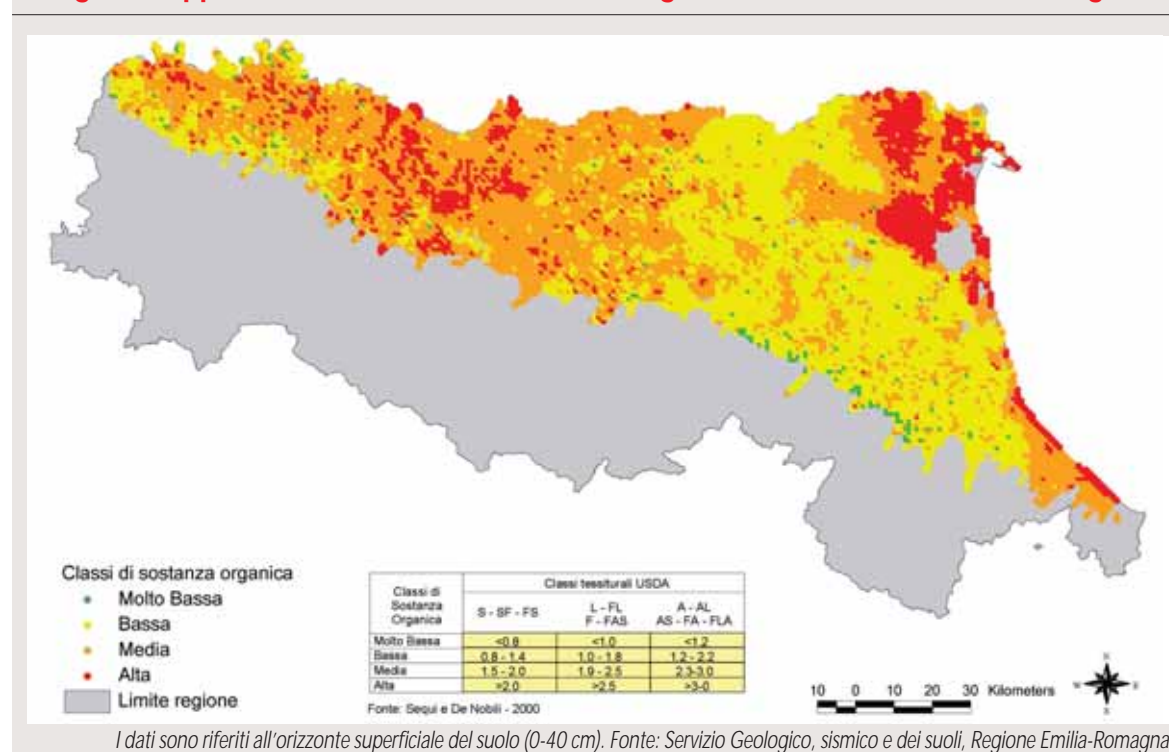 Classi di sostanza organica
Molto Bassa
Bassa
Media
Alta
Limite regione
Classi di Sostanza Organica
Classi tessiturali USDA
S - SF - FS
L - FL
F - FAS
A - AL
AS - FA - FLA
Molto Bassa <0.8 <1.0 <1.2
Bassa 0.8 - 1.4 1.0 - 1.8 1.2 - 2.2
Media 1.5 - 2.0 1.9 - 2.5 2.3-3.0
Alta >2.0 >2.5 >3-0
Fonte: Sequi e De Nobili - 2000
10 0 10 20 30 Kilometers
I dati sono riferiti all'orizzonte superficiale del suolo (0-40 cm). Fonte: Servizio Geologico, sismico e dei suoli, Regione Emilia-Romagna